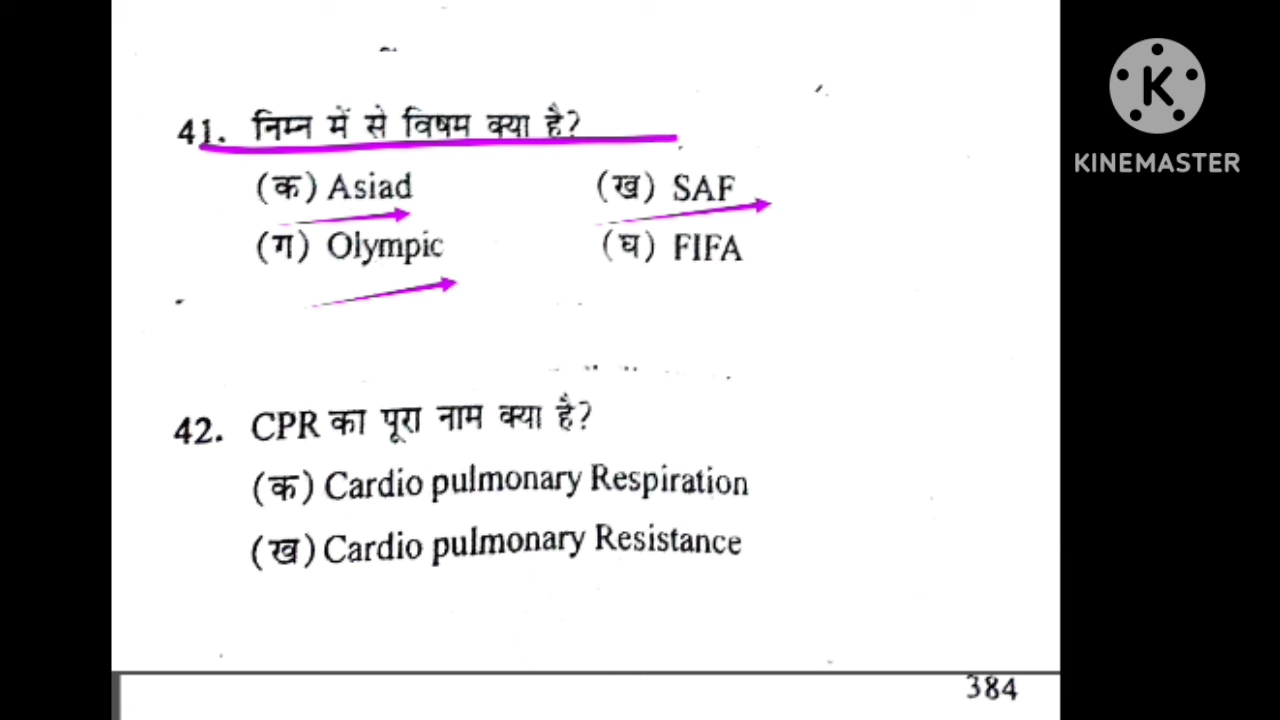 41. निम्न में से विषम क्या है?
(क) Asiad (ख) SAF
(ग) Olympic (घ) FIFA
42. CPR का पूरा नाम क्या है?
(क) Cardio pulmonary Respiration
(ख) Cardio pulmonary Resistance
384
K
KINEMASTER